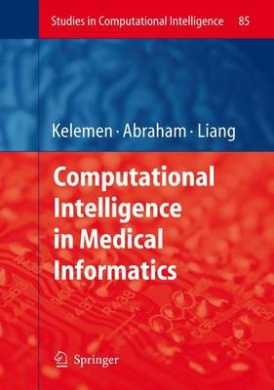 Studies in Computational Intelligence 85
Kelemen · Abraham · Liang
Computational
Intelligence
in Medical
Informatics
Springer